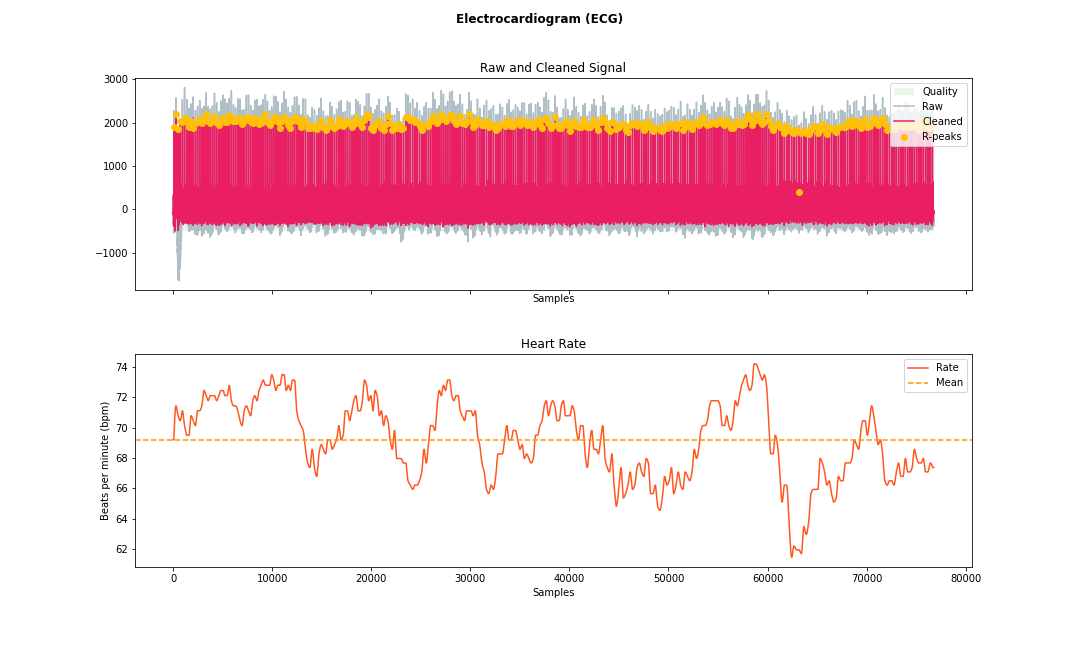 Electrocardiogram (ECG)
Raw and Cleaned Signal
3000
2000
1000
0
−1000
Quality
Raw
Cleaned
R-peaks
Samples
Heart Rate
Beats per minute (bpm)
74
72
70
68
66
64
62
Rate
Mean
0 10000 20000 30000 40000 50000 60000 70000 80000
Samples